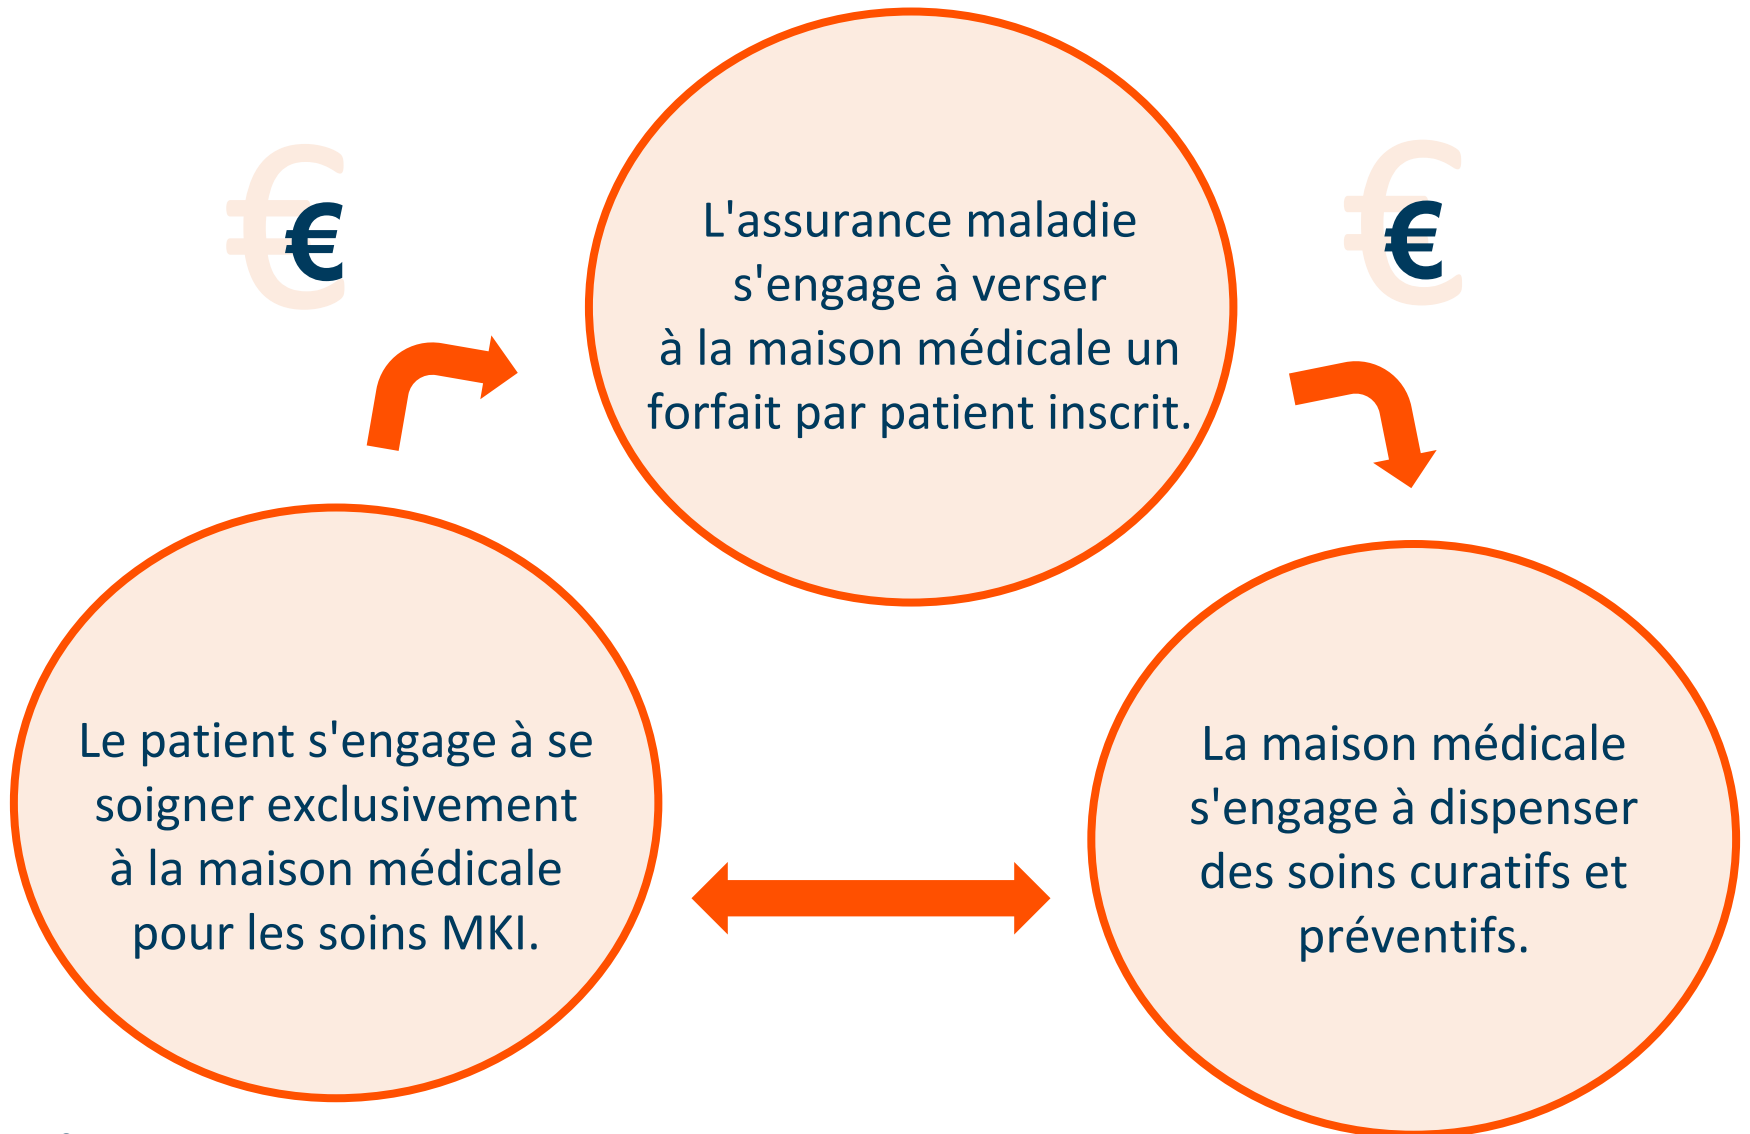 €
€
€
€
L'assurance maladie
s'engage à verser
à la maison médicale un
forfait par patient inscrit.
Le patient s'engage à se
soigner exclusivement
à la maison médicale
pour les soins MKI.
La maison médicale
s'engage à dispenser
des soins curatifs et
préventifs.